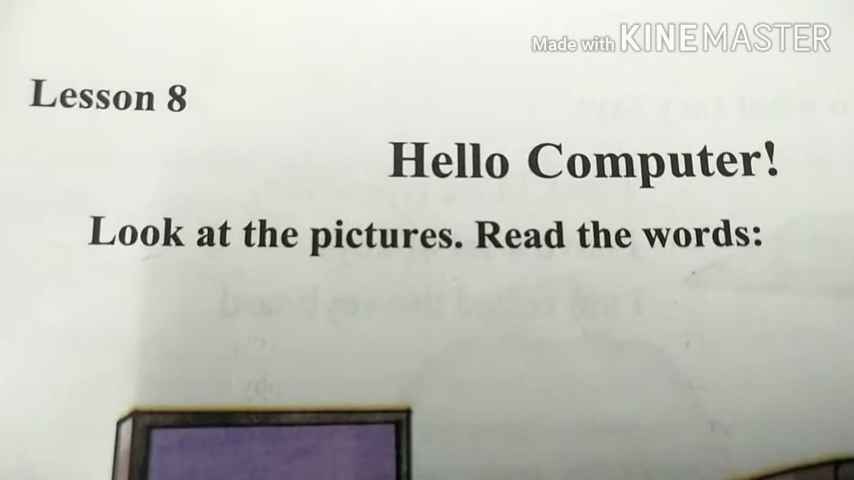 Made with KINEMASTER
Lesson 8
Hello Computer!
Look at the pictures. Read the words: